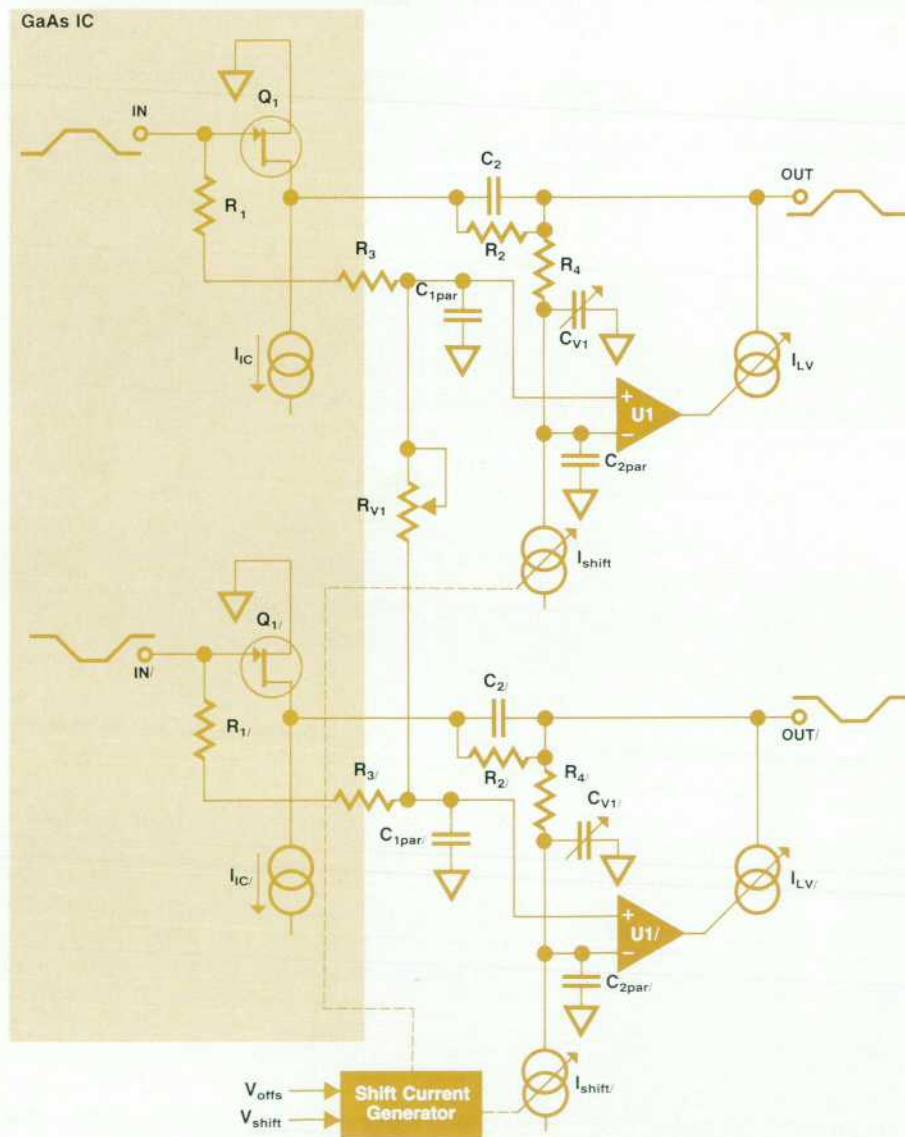 GaAs IC
Q1
IN
R1
C2
OUT
R2
R3
R4
C1par
CV1
IIC
ILV
+
U1
−
C2par
RV1
Ishift
Q1/
IN/
C2/
OUT/
R1/
R2/
R4/
R3/
CV1/
C1par/
IIC/
ILV/
+
U1/
−
C2par/
Voffs
Vshift
Shift Current
Generator
Ishift/